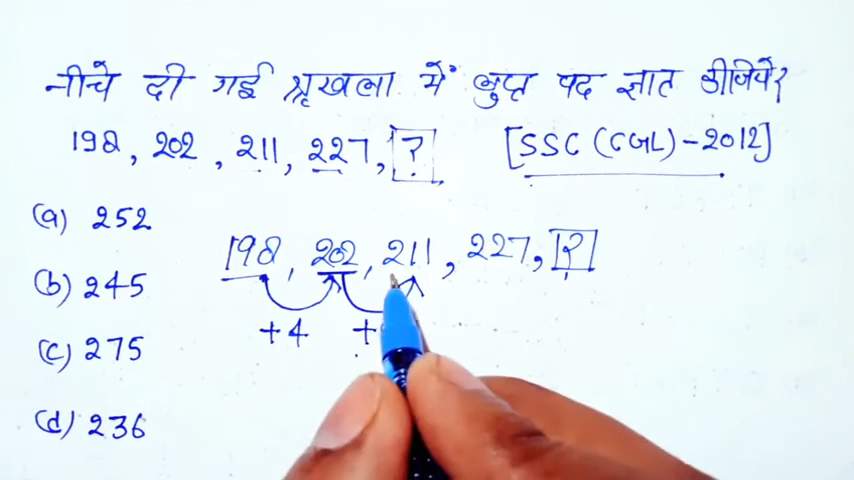 नीचे दी गई श्रृखला में लुप्त पद ज्ञात कीजिये?
198, 202, 211, 227, ? [SSC (CGL) - 2012]
(a) 252
198, 202, 211, 227, ?
(b) 245
+4 +
(c) 275
(d) 236